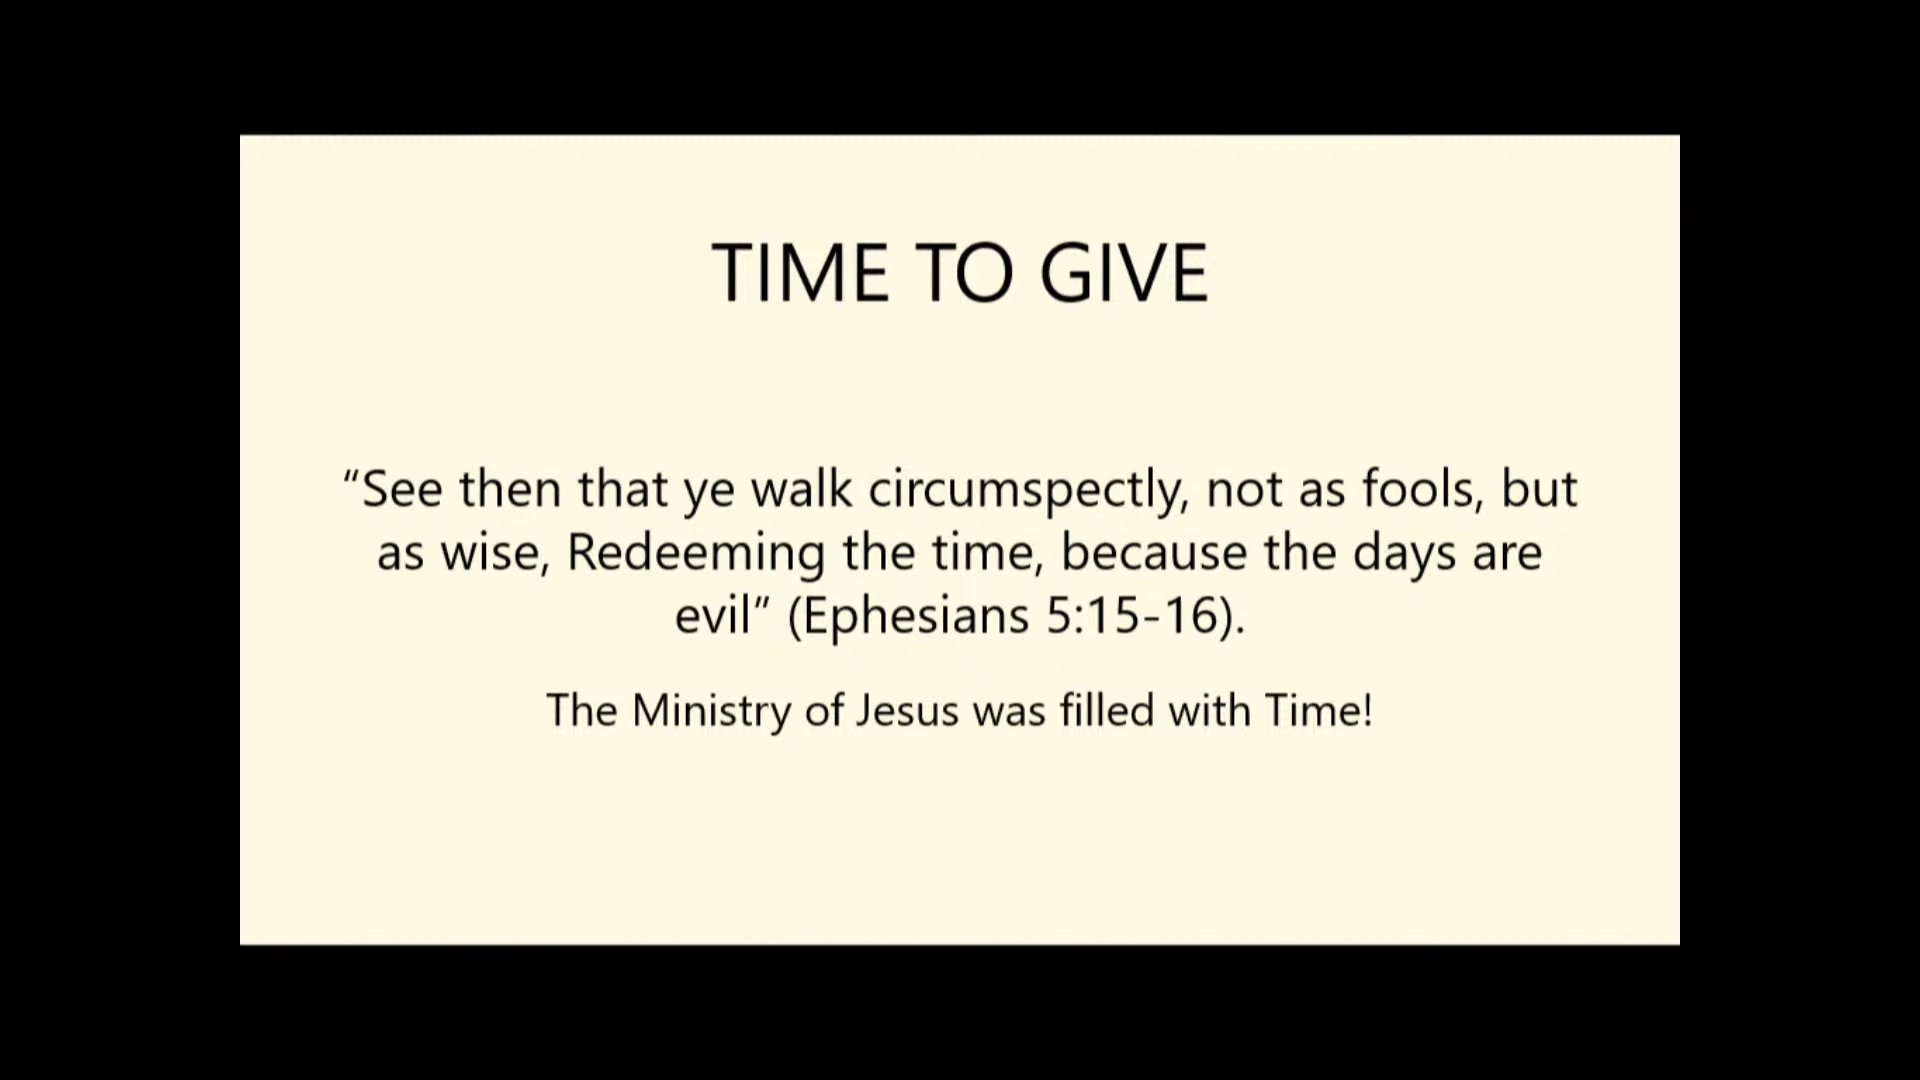 TIME TO GIVE
“See then that ye walk circumspectly, not as fools, but
as wise, Redeeming the time, because the days are
evil” (Ephesians 5:15-16).
The Ministry of Jesus was filled with Time!